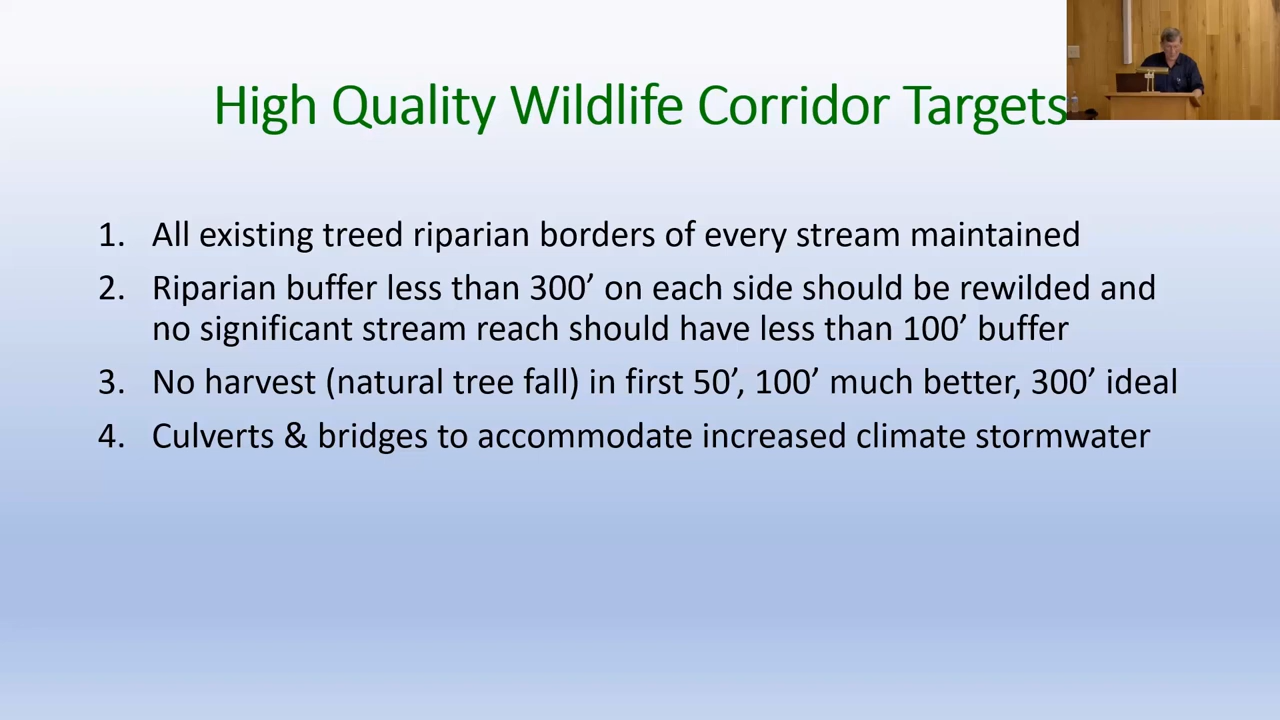 High Quality Wildlife Corridor Targets
1. All existing treed riparian borders of every stream maintained
2. Riparian buffer less than 300’ on each side should be rewilded and
no significant stream reach should have less than 100’ buffer
3. No harvest (natural tree fall) in first 50’, 100’ much better, 300’ ideal
4. Culverts & bridges to accommodate increased climate stormwater